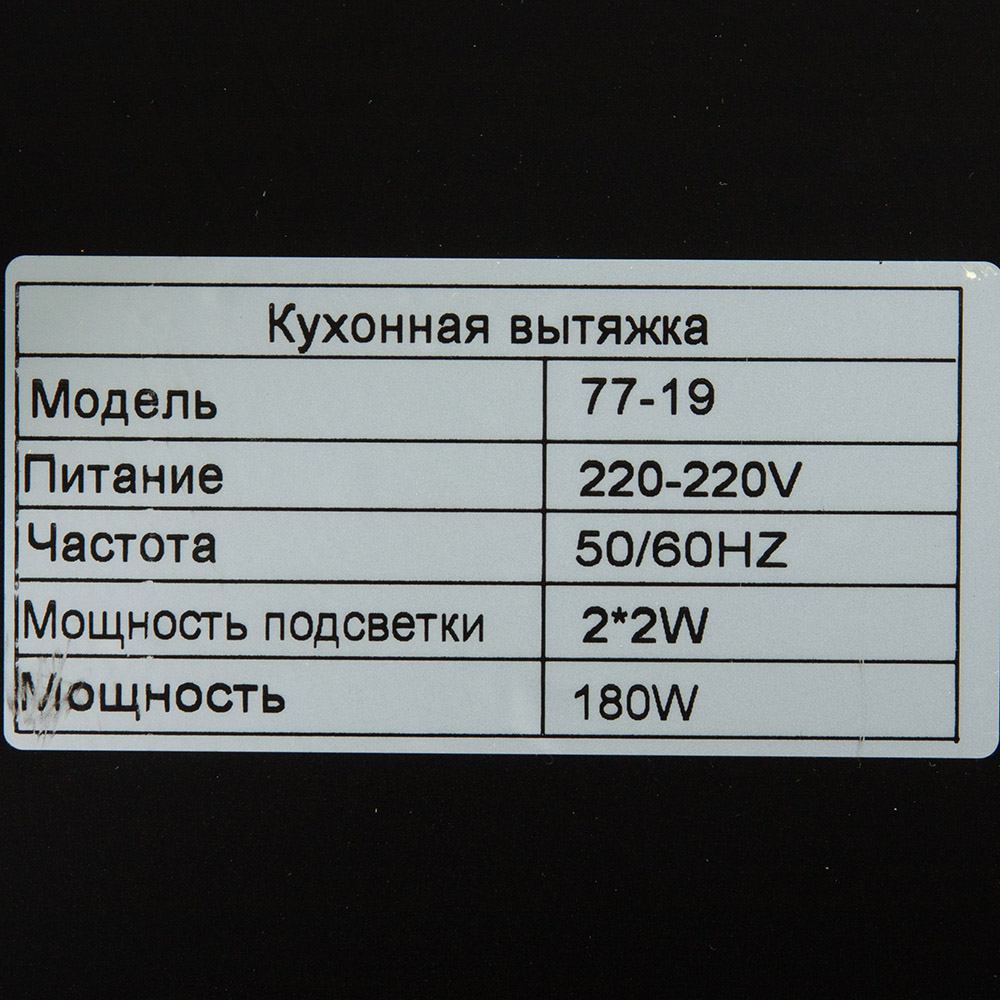 Кухонная вытяжка
Модель 77-19
Питание 220-220V
Частота 50/60HZ
Мощность подсветки 2*2W
Мощность 180W